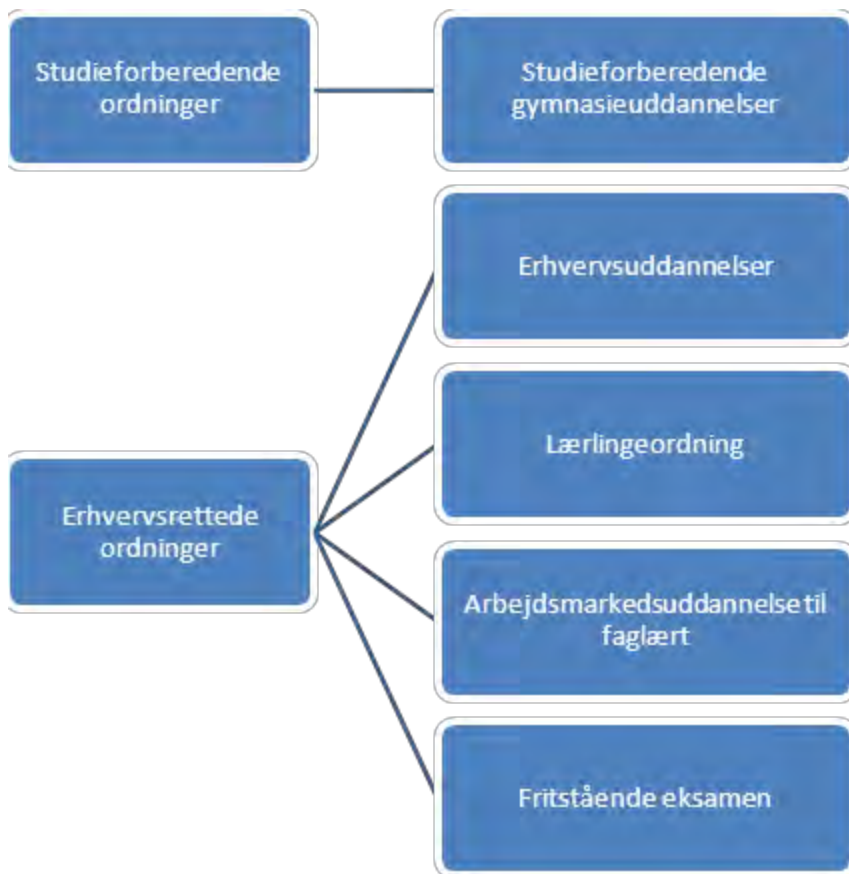 Studieforberedende
ordninger
Studieforberedende
gymnasieuddannelser
Erhvervsuddannelser
Lærlingeordning
Erhvervsrettede
ordninger
Arbejdsmarkedsuddannelse til
faglært
Fritstående eksamen